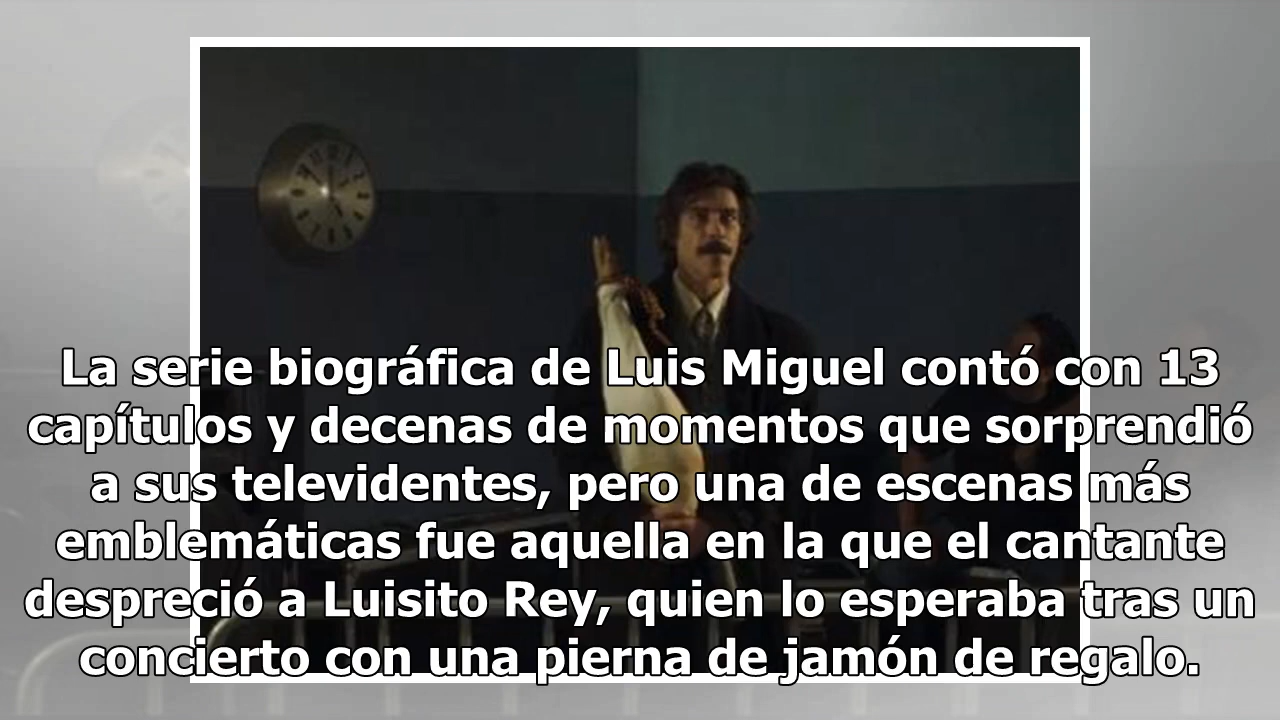 La serie biográfica de Luis Miguel contó con 13
capítulos y decenas de momentos que sorprendió
a sus televidentes, pero una de escenas más
emblemáticas fue aquella en la que el cantante
despreció a Luisito Rey, quien lo esperaba tras un
concierto con una pierna de jamón de regalo.